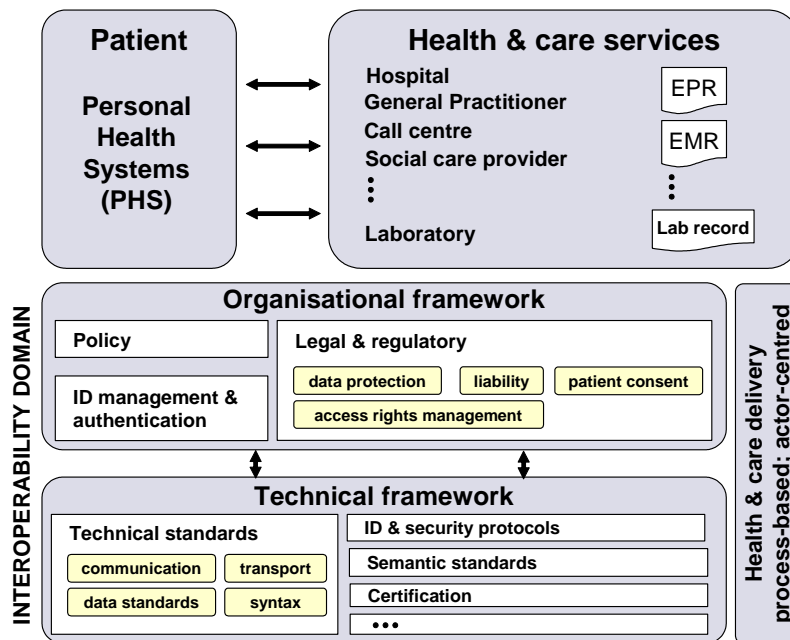 Patient
Personal
Health
Systems
(PHS)
Health & care services
Hospital
General Practitioner
Call centre
Social care provider
Laboratory
EPR
EMR
Lab record
INTEROPERABILITY DOMAIN
Organisational framework
Policy
ID management &
authentication
Legal & regulatory
data protection
liability
patient consent
access rights management
Technical framework
Technical standards
communication
transport
data standards
syntax
ID & security protocols
Semantic standards
Certification
•••
Health & care delivery
process-based; actor-centred